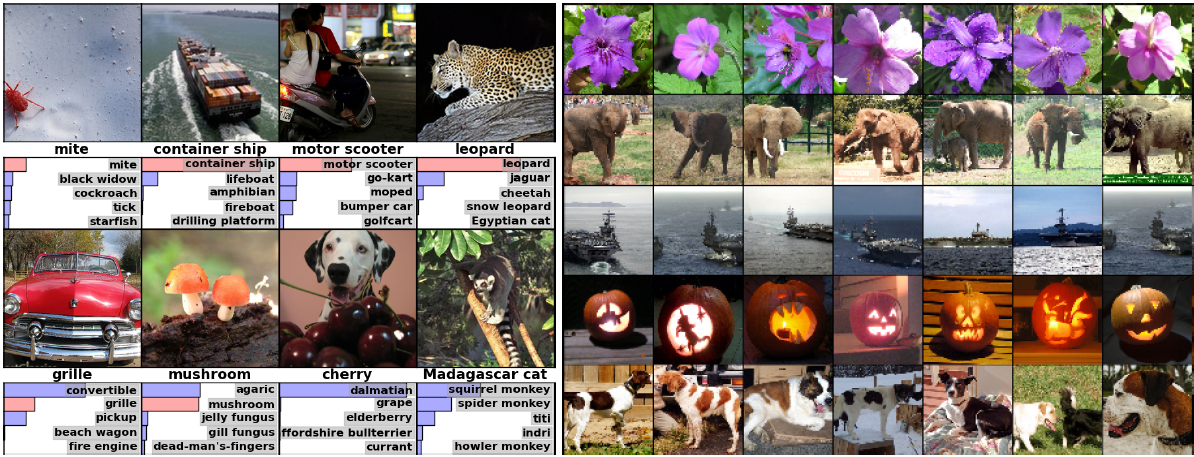 mite
container ship
motor scooter
leopard
mite
black widow
cockroach
tick
starfish
container ship
lifeboat
amphibian
fireboat
drilling platform
motor scooter
go-kart
moped
bumper car
golfcart
leopard
jaguar
cheetah
snow leopard
Egyptian cat
grille
mushroom
cherry
Madagascar cat
convertible
grille
pickup
beach wagon
fire engine
agaric
mushroom
jelly fungus
gill fungus
dead-man's-fingers
dalmatian
grape
elderberry
ffordshire bullterrier
currant
squirrel monkey
spider monkey
titi
indri
howler monkey